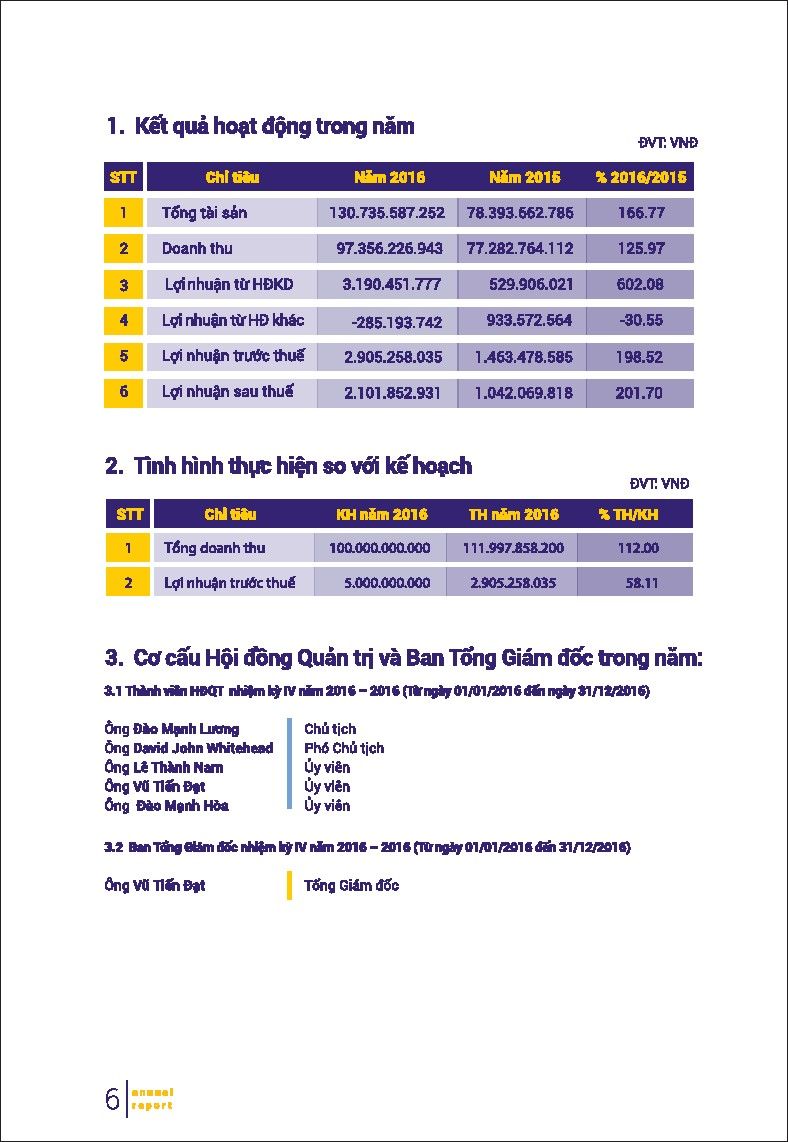 1. Kết quả hoạt động trong năm
ĐVT: VNĐ
STT Chỉ tiêu Năm 2016 Năm 2015 % 2016/2015
1 Tổng tài sản 130.735.587.252 78.393.662.786 166.77
2 Doanh thu 97.356.226.943 77.282.764.112 125.97
3 Lợi nhuận từ HĐKD 3.190.451.777 529.906.021 602.08
4 Lợi nhuận từ HĐ khác -285.193.742 933.572.564 -30.55
5 Lợi nhuận trước thuế 2.905.258.035 1.463.478.585 198.52
6 Lợi nhuận sau thuế 2.101.852.931 1.042.069.818 201.70
2. Tình hình thực hiện so với kế hoạch
ĐVT: VNĐ
STT Chỉ tiêu KH năm 2016 TH năm 2016 % TH/KH
1 Tổng doanh thu 100.000.000.000 111.997.858.200 112.00
2 Lợi nhuận trước thuế 5.000.000.000 2.905.258.035 58.11
3. Cơ cấu Hội đồng Quản trị và Ban Tổng Giám đốc trong năm:
3.1 Thành viên HĐQT nhiệm kỳ IV năm 2016 – 2016 (Từ ngày 01/01/2016 đến ngày 31/12/2016)
Ông Đào Mạnh Lương Chủ tịch
Ông David John Whitehead Phó Chủ tịch
Ông Lê Thành Nam Ủy viên
Ông Vũ Tiến Đạt Ủy viên
Ông Đào Mạnh Hòa Ủy viên
3.2 Ban Tổng Giám đốc nhiệm kỳ IV năm 2016 – 2016 (Từ ngày 01/01/2016 đến 31/12/2016)
Ông Vũ Tiến Đạt Tổng Giám đốc
6 annual
report